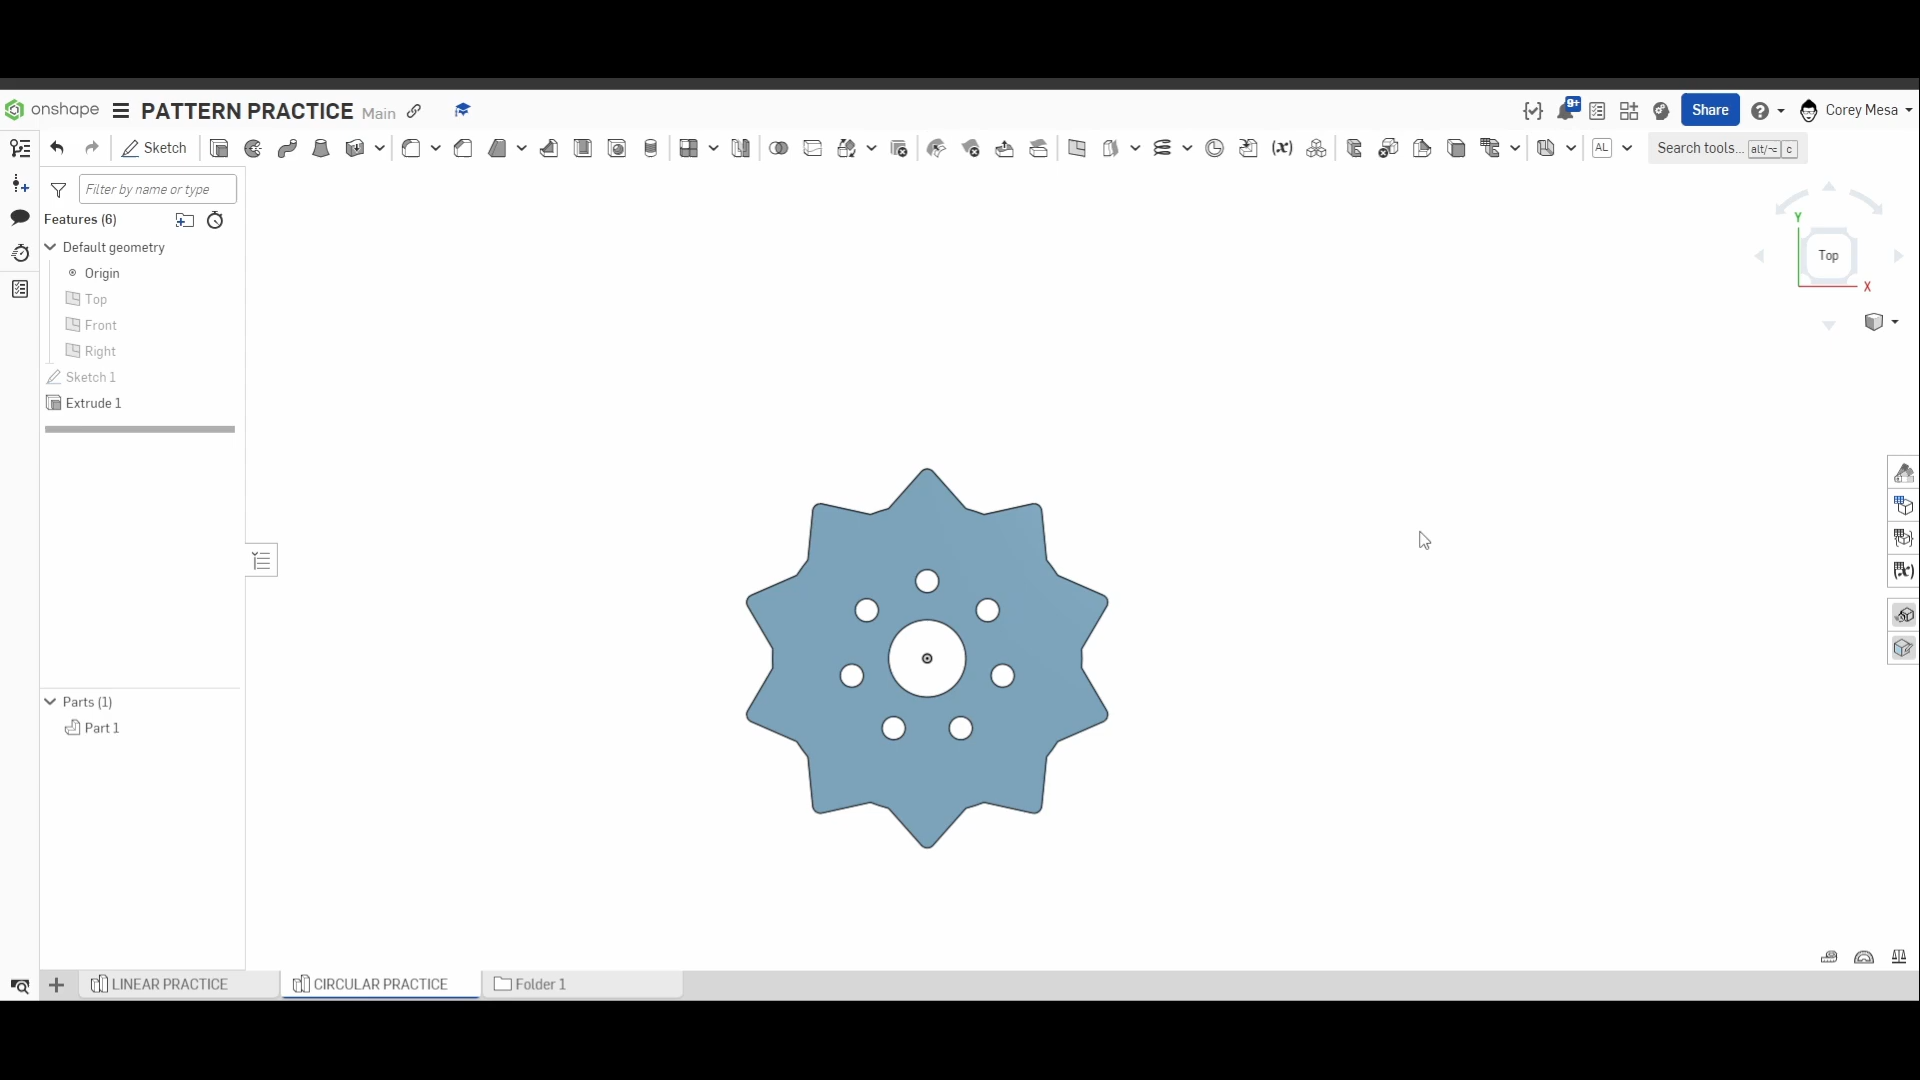 onshape PATTERN PRACTICE Main 9+ Share Corey Mesa
Sketch AL Search tools... alt/⌥ c
Filter by name or type
Features (6)
Default geometry
Origin
Top
Front
Right
Sketch 1
Extrude 1
Y
Top
X
(x)
(x)
Parts (1)
Part 1
LINEAR PRACTICE CIRCULAR PRACTICE Folder 1